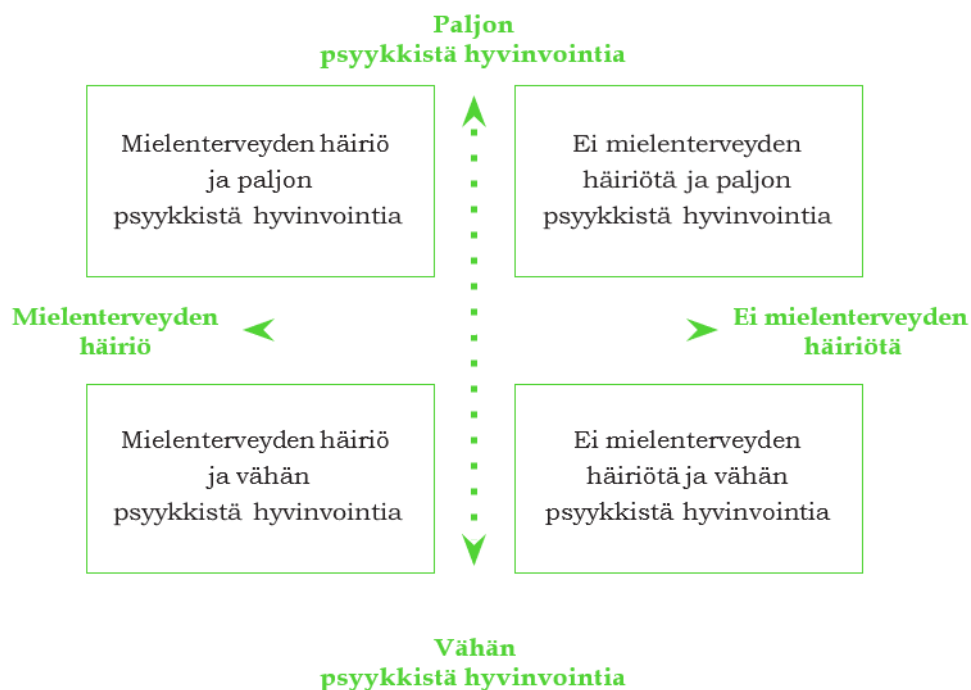 Paljon
psyykkistä hyvinvointia
Mielenterveyden häiriö
ja paljon
psyykkistä hyvinvointia
Ei mielenterveyden
häiriötä ja paljon
psyykkistä hyvinvointia
Mielenterveyden
häiriö
Ei mielenterveyden
häiriötä
Mielenterveyden häiriö
ja vähän
psyykkistä hyvinvointia
Ei mielenterveyden
häiriötä ja vähän
psyykkistä hyvinvointia
Vähän
psyykkistä hyvinvointia